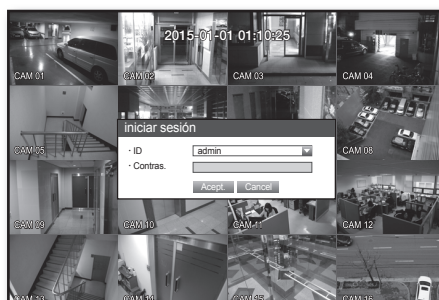 2015-01-01 01:10:25
CAM 01
CAM 02
CAM 03
CAM 04
CAM 05
CAM 08
iniciar sesión
· ID
admin
· Contras.
Acept.
Cancel
CAM 09
CAM 10
CAM 11
CAM 12
CAM 13
CAM 14
CAM 15
CAM 16